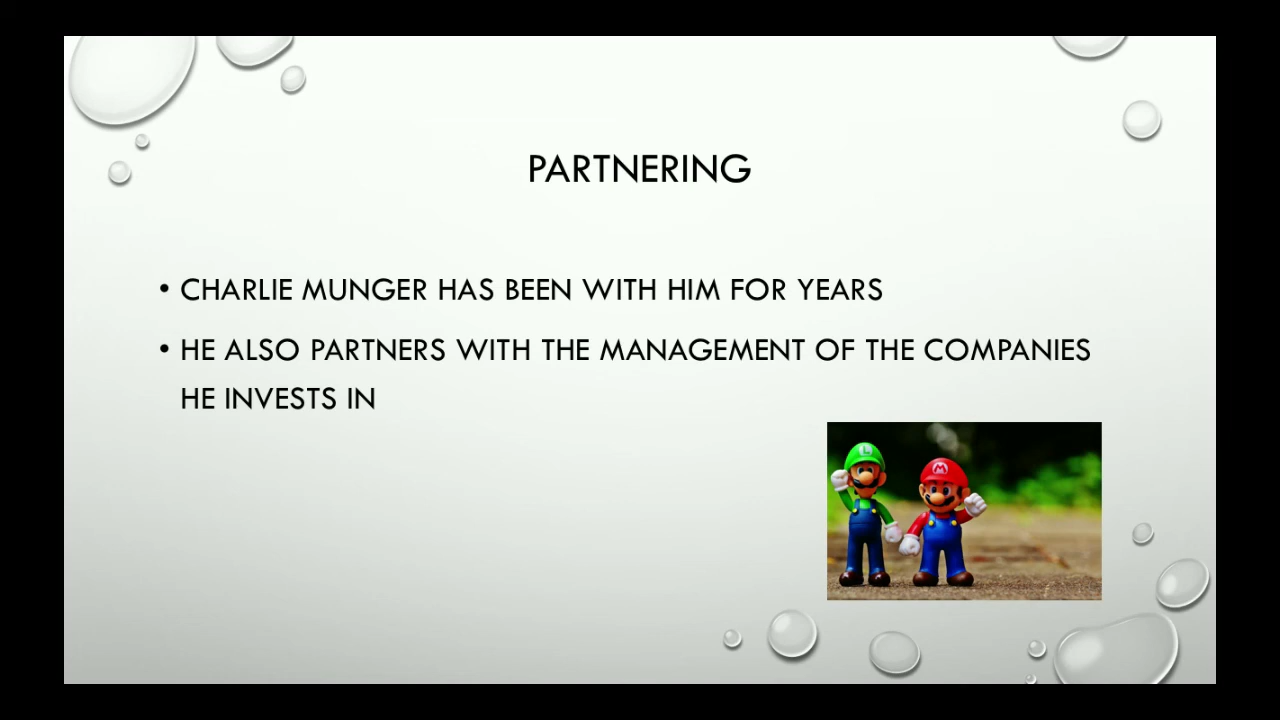 PARTNERING
• CHARLIE MUNGER HAS BEEN WITH HIM FOR YEARS
• HE ALSO PARTNERS WITH THE MANAGEMENT OF THE COMPANIES
HE INVESTS IN
L
M